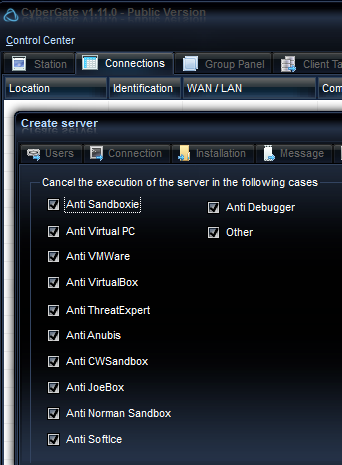 CyberGate v1.11.0 - Public Version
Control Center
Station Connections Group Panel Client Ta
Location Identification WAN / LAN Com
Create server
Users Connection Installation Message
Cancel the execution of the server in the following cases
Anti Sandboxie Anti Debugger
Anti Virtual PC Other
Anti VMWare
Anti VirtualBox
Anti ThreatExpert
Anti Anubis
Anti CWSandbox
Anti JoeBox
Anti Norman Sandbox
Anti SoftIce